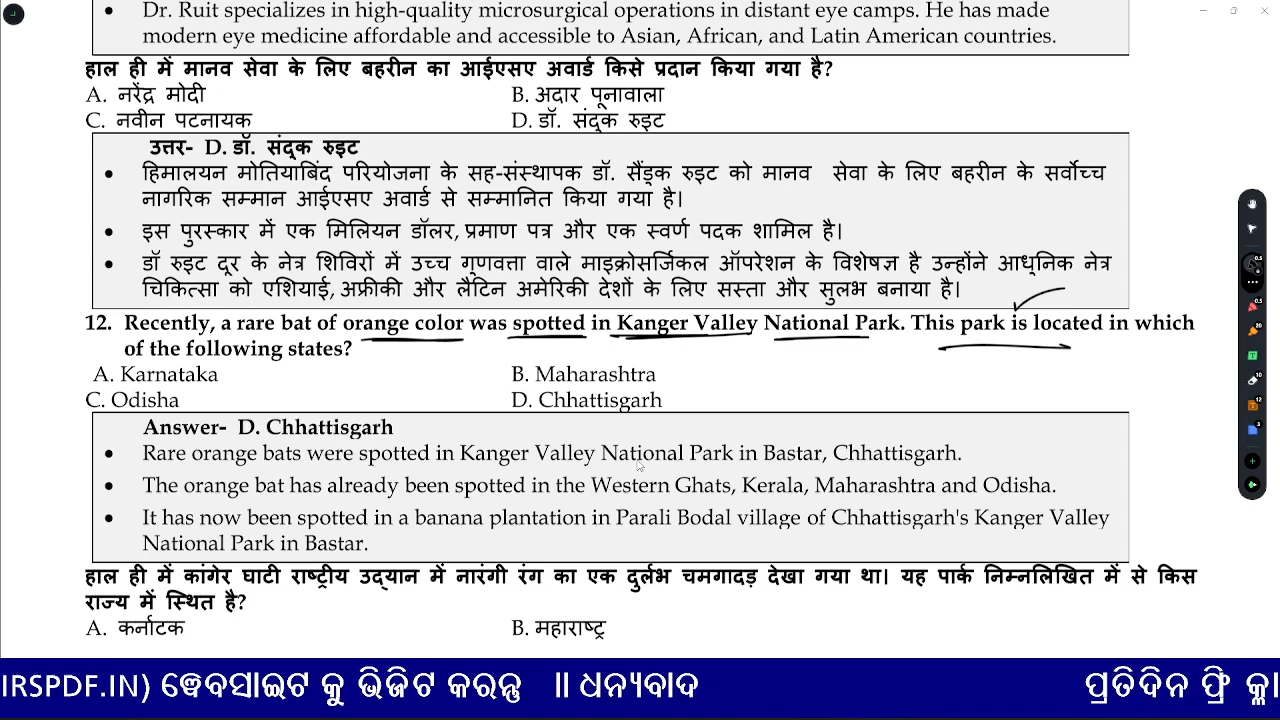 • Dr. Ruit specializes in high-quality microsurgical operations in distant eye camps. He has made
modern eye medicine affordable and accessible to Asian, African, and Latin American countries.
हाल ही में मानव सेवा के लिए बहरीन का आईएसए अवार्ड किसे प्रदान किया गया है?
A. नरेंद्र मोदी B. अदार पूनावाला
C. नवीन पटनायक D. डॉ. संदूक रुइट
उत्तर- D. डॉ. संदूक रुइट
• हिमालयन मोतियाबिंद परियोजना के सह-संस्थापक डॉ. सैंडूक रुइट को मानव सेवा के लिए बहरीन के सर्वोच्च
नागरिक सम्मान आईएसए अवार्ड से सम्मानित किया गया है।
• इस पुरस्कार में एक मिलियन डॉलर, प्रमाण पत्र और एक स्वर्ण पदक शामिल है।
• डॉ रुइट दूर के नेत्र शिविरों में उच्च गुणवत्ता वाले माइक्रोसर्जिकल ऑपरेशन के विशेषज्ञ है उन्होंने आधुनिक नेत्र
चिकित्सा को एशियाई, अफ्रीकी और लैटिन अमेरिकी देशों के लिए सस्ता और सुलभ बनाया है।
12. Recently, a rare bat of orange color was spotted in Kanger Valley National Park. This park is located in which
of the following states?
A. Karnataka B. Maharashtra
C. Odisha D. Chhattisgarh
Answer- D. Chhattisgarh
• Rare orange bats were spotted in Kanger Valley National Park in Bastar, Chhattisgarh.
• The orange bat has already been spotted in the Western Ghats, Kerala, Maharashtra and Odisha.
• It has now been spotted in a banana plantation in Parali Bodal village of Chhattisgarh's Kanger Valley
National Park in Bastar.
हाल ही में कांगेर घाटी राष्ट्रीय उद्यान में नारंगी रंग का एक दुर्लभ चमगादड़ देखा गया था। यह पार्क निम्नलिखित में से किस
राज्य में स्थित है?
A. कर्नाटक B. महाराष्ट्र
IRSPDF.IN) ୱେବସାଇଟ କୁ ଭିଜିଟ କରନ୍ତୁ ॥ ଧନ୍ୟବାଦ ପ୍ରତିଦିନ ଫ୍ରି କ୍ଳା